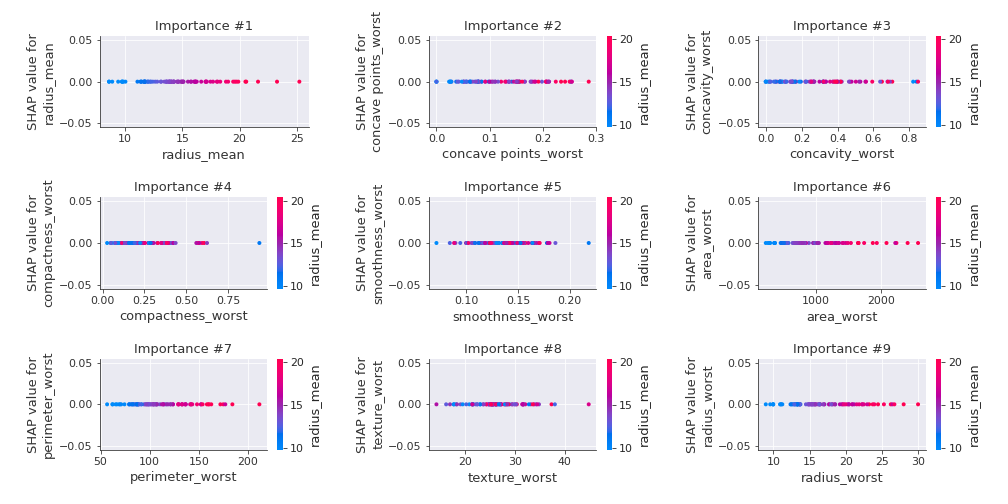 Importance #1
SHAP value for
radius_mean
0.05
0.00
−0.05
10
15
20
25
radius_mean
Importance #2
SHAP value for
concave points_worst
0.0
0.1
0.2
0.3
concave points_worst
20
15
10
radius_mean
Importance #3
SHAP value for
concavity_worst
0.05
0.00
−0.05
0.0
0.2
0.4
0.6
0.8
concavity_worst
20
15
10
radius_mean
Importance #4
SHAP value for
compactness_worst
0.05
0.00
−0.05
0.00
0.25
0.50
0.75
compactness_worst
20
15
10
radius_mean
Importance #5
SHAP value for
smoothness_worst
0.05
0.00
−0.05
0.10
0.15
0.20
smoothness_worst
20
15
10
radius_mean
Importance #6
SHAP value for
area_worst
0.05
0.00
−0.05
1000
2000
area_worst
20
15
10
radius_mean
Importance #7
SHAP value for
perimeter_worst
0.05
0.00
−0.05
50
100
150
200
perimeter_worst
20
15
10
radius_mean
Importance #8
SHAP value for
texture_worst
0.05
0.00
−0.05
20
30
40
texture_worst
20
15
10
radius_mean
Importance #9
SHAP value for
radius_worst
0.05
0.00
−0.05
10
15
20
25
30
radius_worst
20
15
10
radius_mean